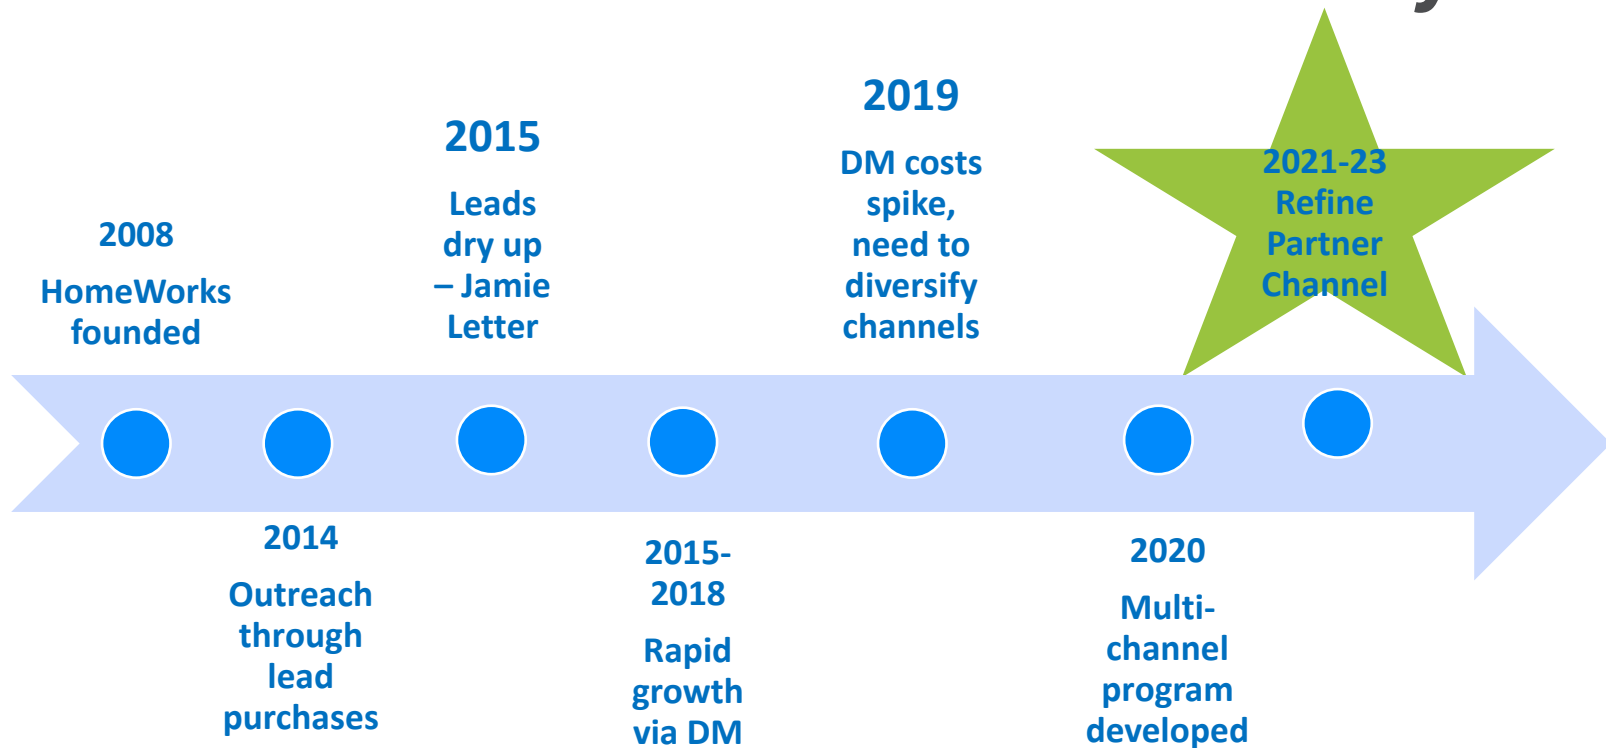 2008
HomeWorks
founded
2014
Outreach
through
lead
purchases
2015
Leads
dry up
– Jamie
Letter
2015-
2018
Rapid
growth
via DM
2019
DM costs
spike,
need to
diversify
channels
2020
Multi-
channel
program
developed
2021-23
Refine
Partner
Channel